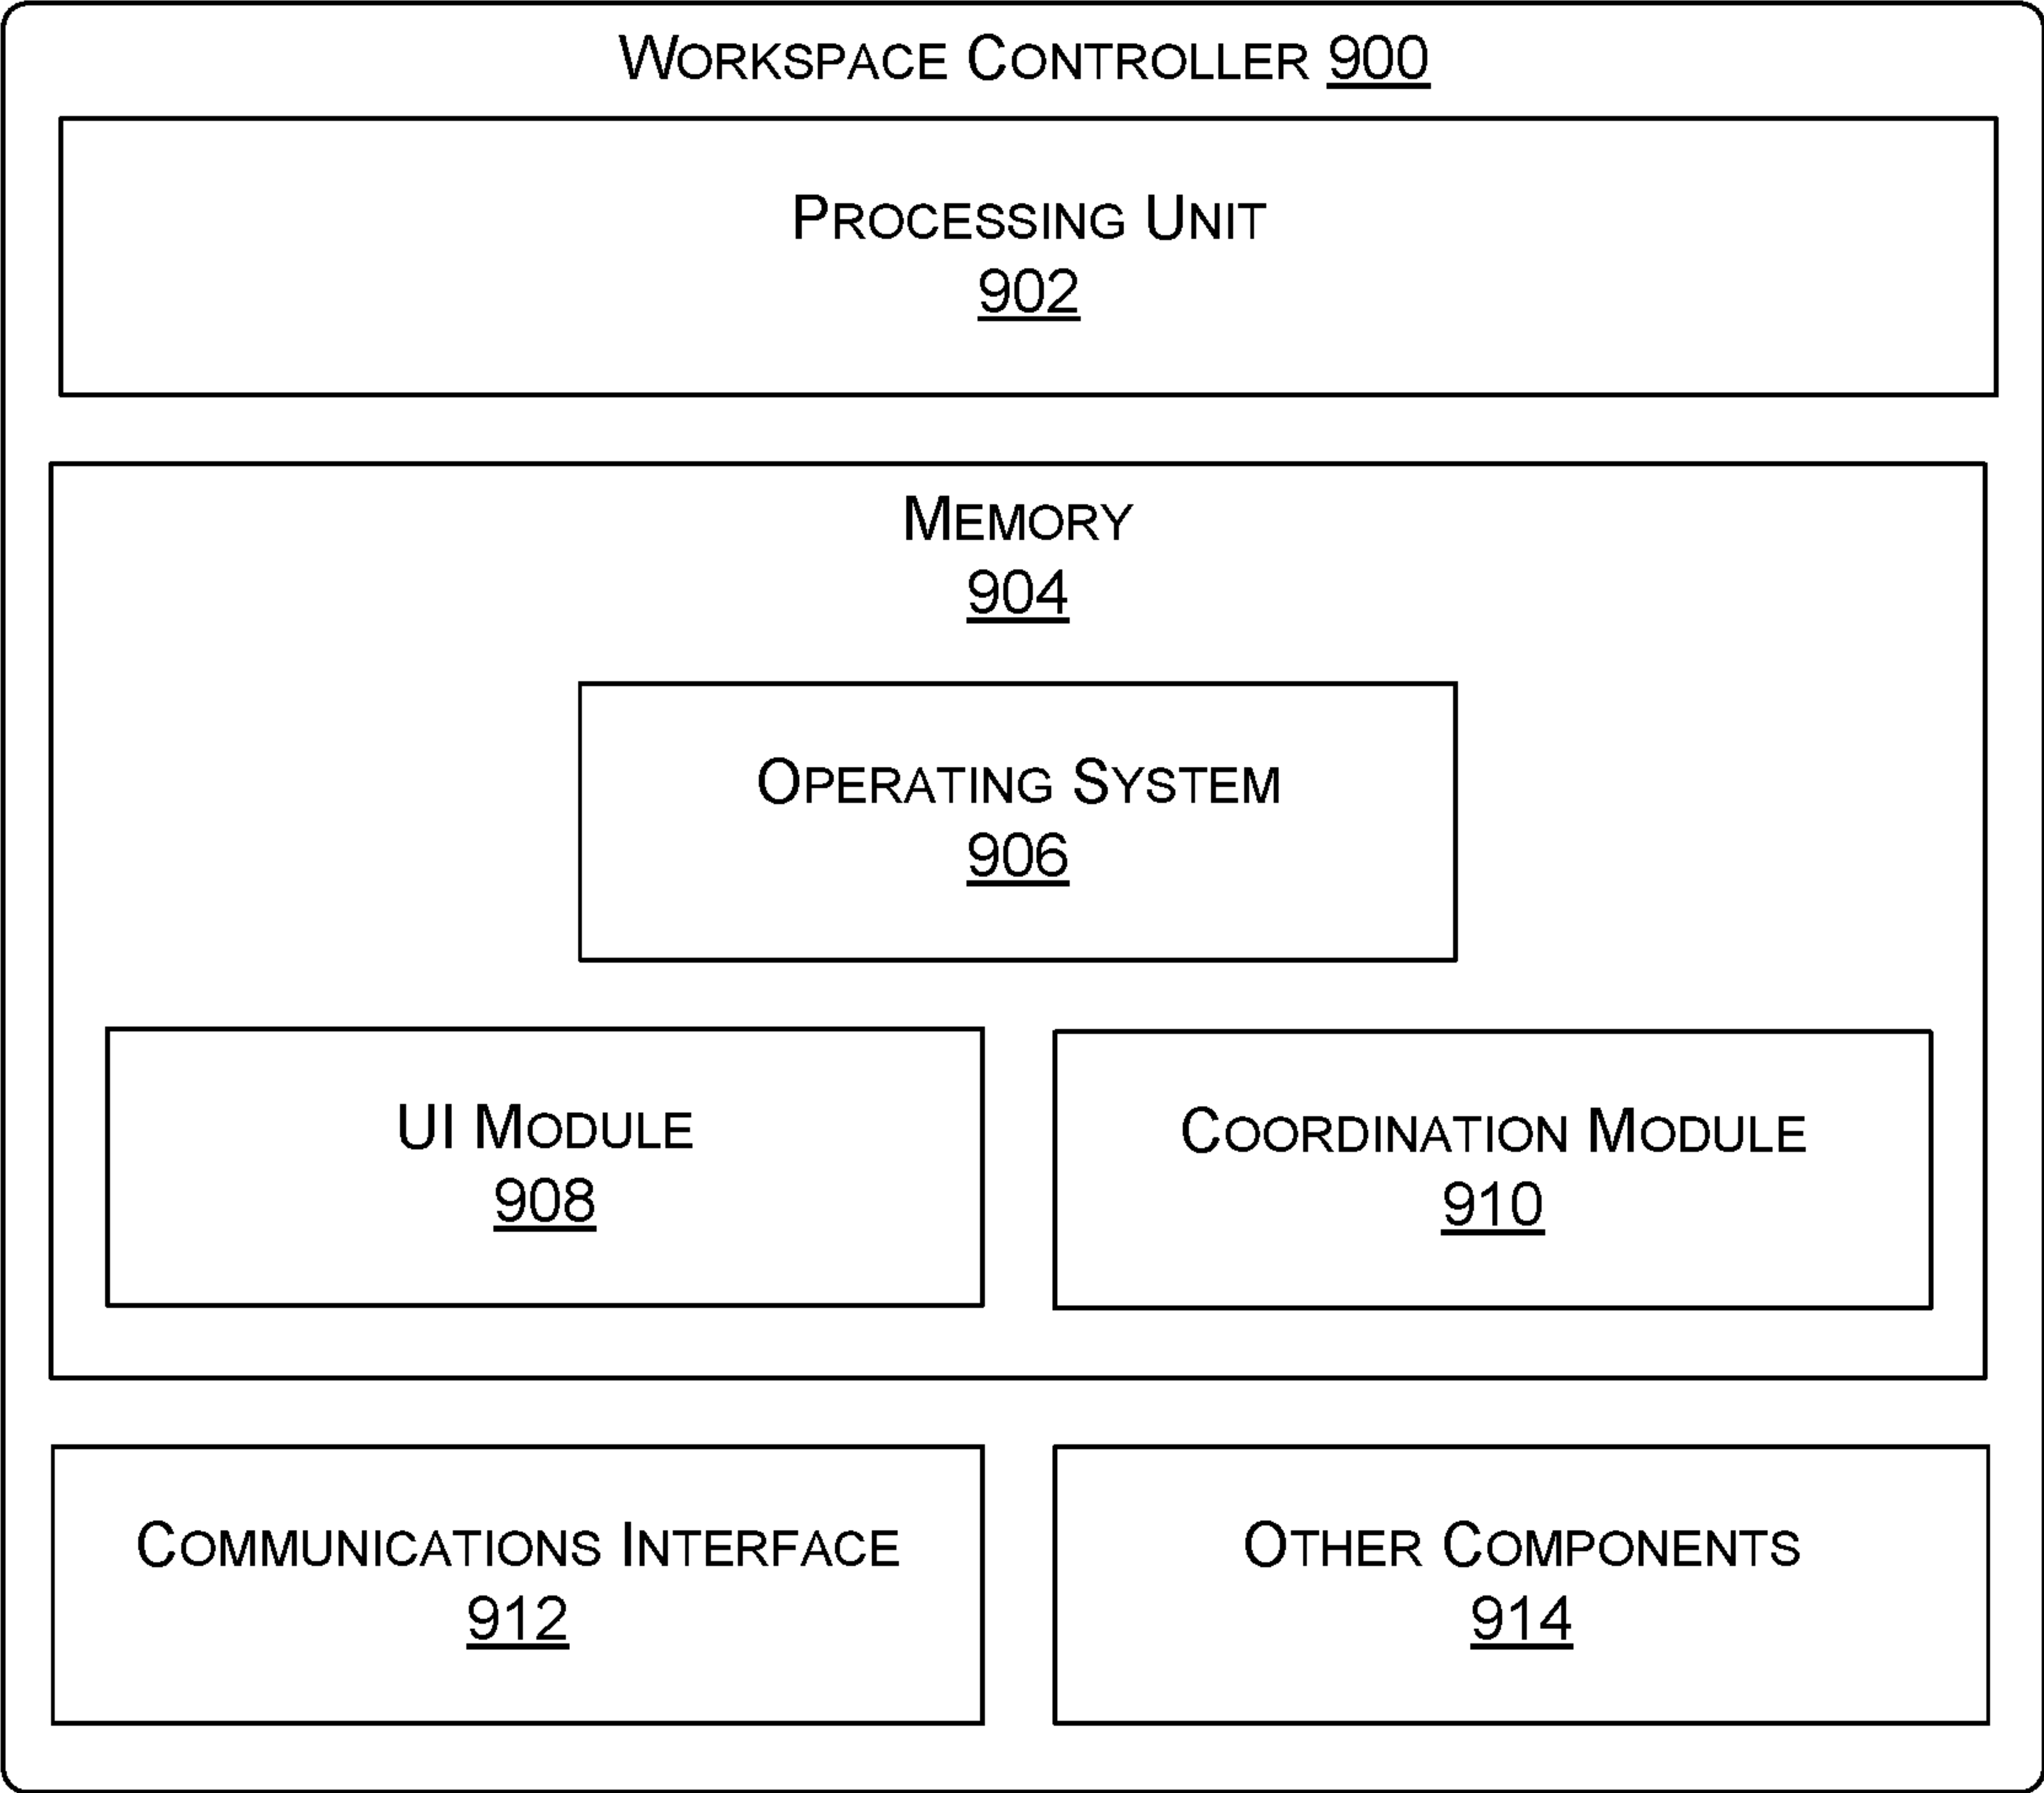 WORKSPACE CONTROLLER 900
PROCESSING UNIT
902
MEMORY
904
OPERATING SYSTEM
906
UI MODULE
908
COORDINATION MODULE
910
COMMUNICATIONS INTERFACE
912
OTHER COMPONENTS
914